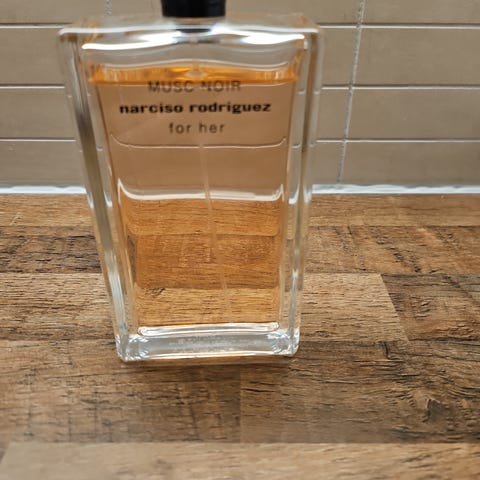 MUSC NOIR
narciso rodriguez
for her